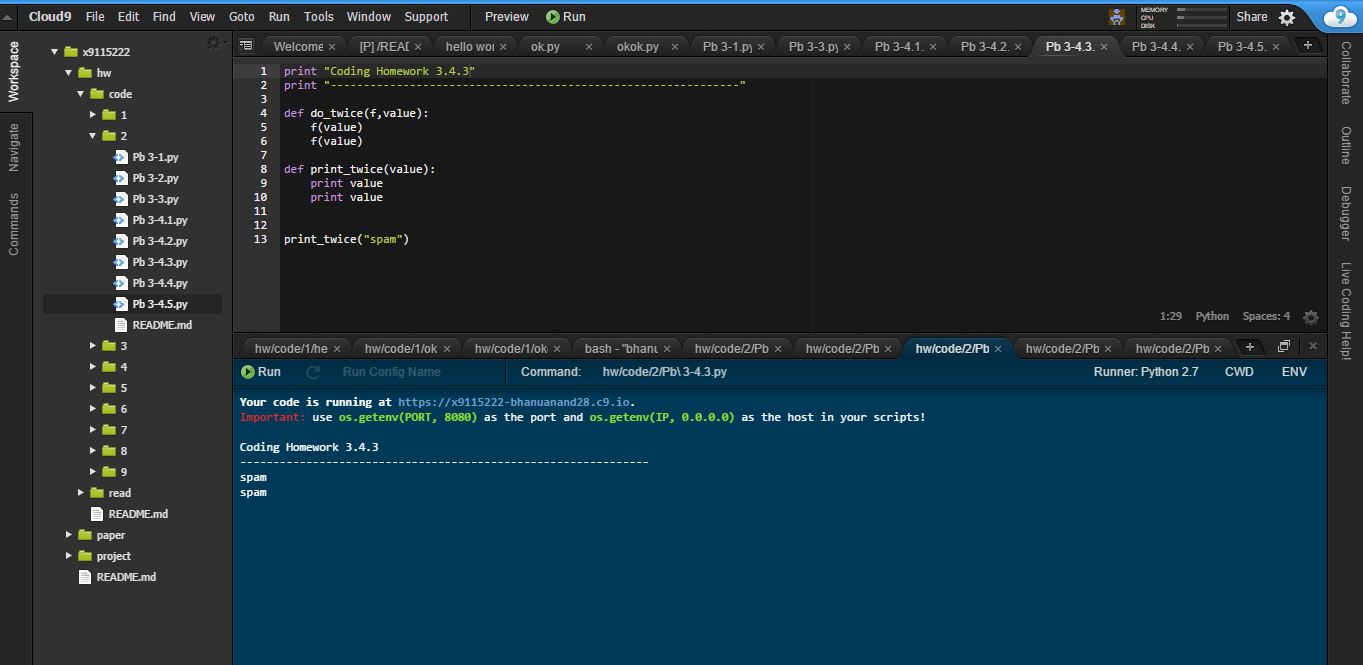 Cloud9 File Edit Find View Goto Run Tools Window Support Preview Run MEMORY CPU DISK Share
Workspace
Navigate
Commands
x9115222
hw
code
1
2
Pb 3-1.py
Pb 3-2.py
Pb 3-3.py
Pb 3-4.1.py
Pb 3-4.2.py
Pb 3-4.3.py
Pb 3-4.4.py
Pb 3-4.5.py
README.md
3
4
5
6
7
8
9
read
README.md
paper
project
README.md
Welcome × [P] /READ × hello wor × ok.py × okok.py × Pb 3-1.py × Pb 3-3.py × Pb 3-4.1. × Pb 3-4.2. × Pb 3-4.3. × Pb 3-4.4. × Pb 3-4.5. × +
1 print "Coding Homework 3.4.3"
2 print "--------------------------------------------------------------"
3
4 def do_twice(f,value):
5     f(value)
6     f(value)
7
8 def print_twice(value):
9     print value
10     print value
11
12
13 print_twice("spam")
1:29 Python Spaces: 4
hw/code/1/he × hw/code/1/ok × hw/code/1/ok × bash - "bhanu × hw/code/2/Pb × hw/code/2/Pb × hw/code/2/Pb × hw/code/2/Pb × hw/code/2/Pb × +
Run Run Config Name Command: hw/code/2/Pb\ 3-4.3.py Runner: Python 2.7 CWD ENV
Your code is running at https://x9115222-bhanuanand28.c9.io.
Important: use os.getenv(PORT, 8080) as the port and os.getenv(IP, 0.0.0.0) as the host in your scripts!
Coding Homework 3.4.3
--------------------------------------------------------------
spam
spam
Collaborate
Outline
Debugger
Live Coding Help!